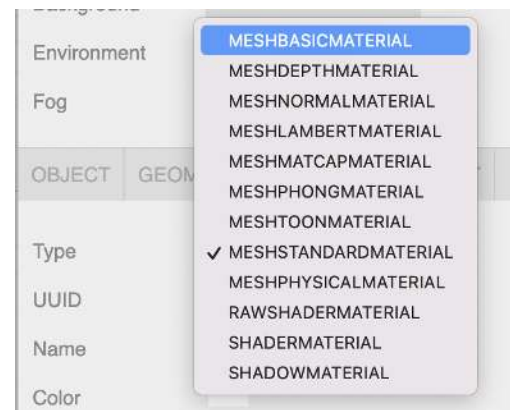 Environment
Fog
OBJECT
Type
UUID
Name
Color
MESHBASICMATERIAL
MESHDEPTHMATERIAL
MESHNORMALMATERIAL
MESHLAMBERTMATERIAL
MESHMATCAPMATERIAL
MESHPHONGMATERIAL
MESHTOONMATERIAL
✓ MESHSTANDARDMATERIAL
MESHPHYSICALMATERIAL
RAWSHADERMATERIAL
SHADERMATERIAL
SHADOWMATERIAL